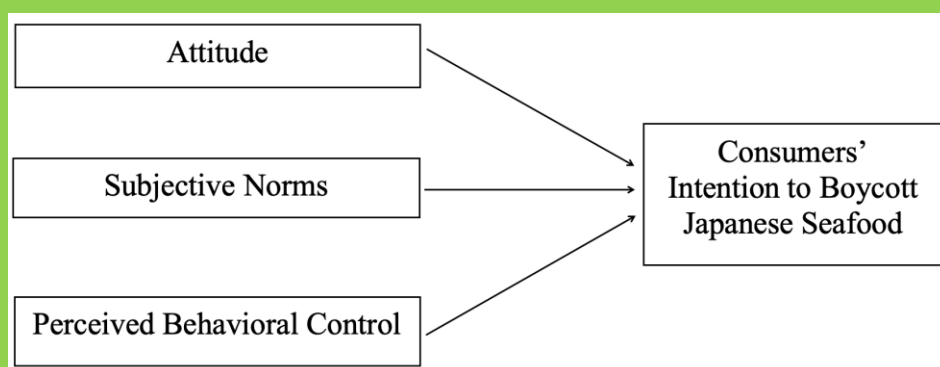 Attitude
Subjective Norms
Perceived Behavioral Control
Consumers’
Intention to Boycott
Japanese Seafood